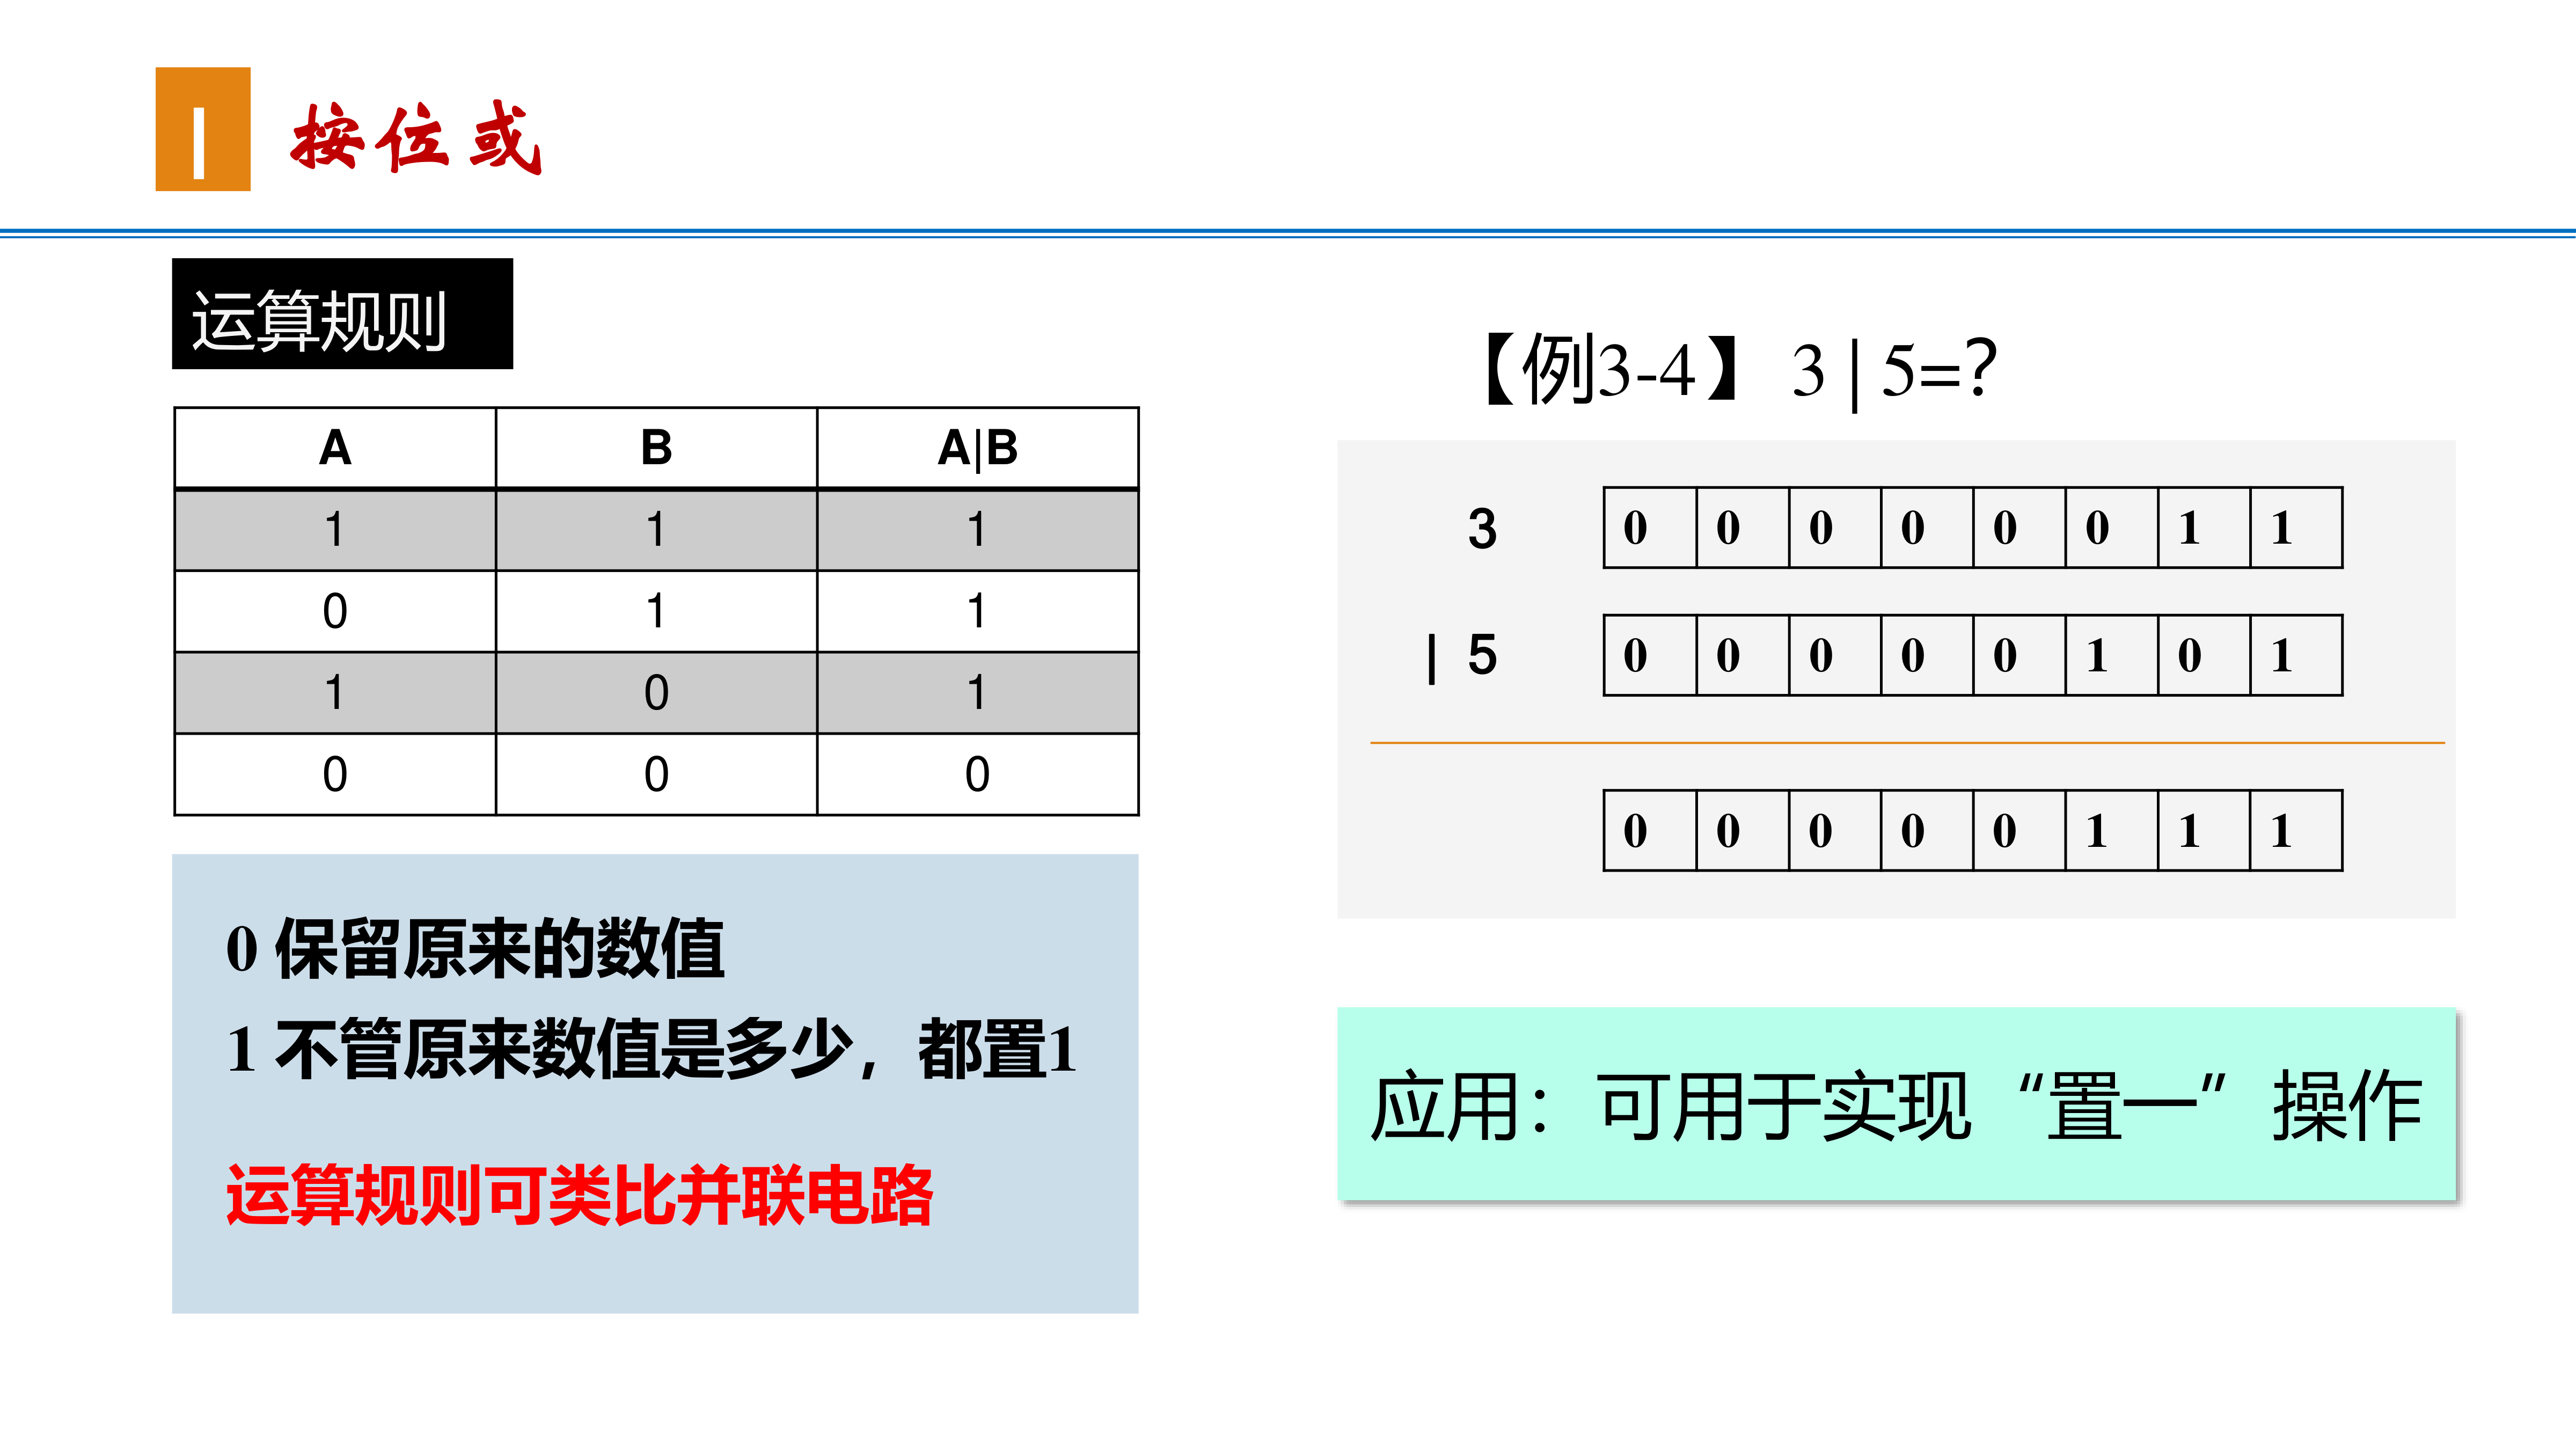 | 按位或
运算规则
A B A|B
1 1 1
0 1 1
1 0 1
0 0 0
0 保留原来的数值
1 不管原来数值是多少，都置1
运算规则可类比并联电路
【例3-4】 3 | 5=?
3 0 0 0 0 0 0 1 1
| 5 0 0 0 0 0 1 0 1
0 0 0 0 0 1 1 1
应用：可用于实现“置一”操作